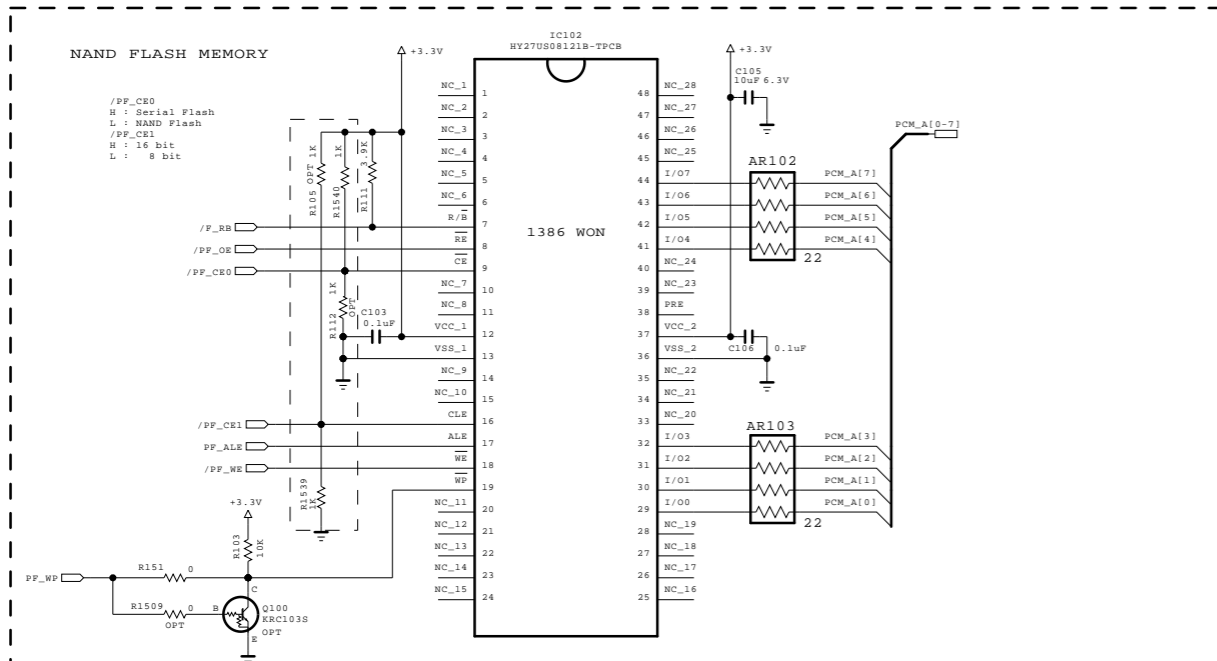 NAND FLASH MEMORY
/PF_CE0
H : Serial Flash
L : NAND Flash
/PF_CE1
H : 16 bit
L :   8 bit
IC102
HY27US08121B-TPCB
1386 WON
+3.3V
+3.3V
C105
10uF 6.3V
PCM_A[0-7]
R105
OPT
1K
R1540
1K
R111
3.9K
/F_RB
/PF_OE
/PF_CE0
1K
R112
OPT
C103
0.1uF
/PF_CE1
PF_ALE
/PF_WE
R1539
1K
+3.3V
R103
10K
PF_WP
R151
0
R1509
0
OPT
B
C
E
Q100
KRC103S
OPT
NC_1
1
NC_2
2
NC_3
3
NC_4
4
NC_5
5
NC_6
6
R/B
7
RE
8
CE
9
NC_7
10
NC_8
11
VCC_1
12
VSS_1
13
NC_9
14
NC_10
15
CLE
16
ALE
17
WE
18
WP
19
NC_11
20
NC_12
21
NC_13
22
NC_14
23
NC_15
24
48
NC_28
47
NC_27
46
NC_26
45
NC_25
44
I/O7
43
I/O6
42
I/O5
41
I/O4
40
NC_24
39
NC_23
38
PRE
37
VCC_2
36
VSS_2
35
NC_22
34
NC_21
33
NC_20
32
I/O3
31
I/O2
30
I/O1
29
I/O0
28
NC_19
27
NC_18
26
NC_17
25
NC_16
AR102
22
PCM_A[7]
PCM_A[6]
PCM_A[5]
PCM_A[4]
C106
0.1uF
AR103
22
PCM_A[3]
PCM_A[2]
PCM_A[1]
PCM_A[0]